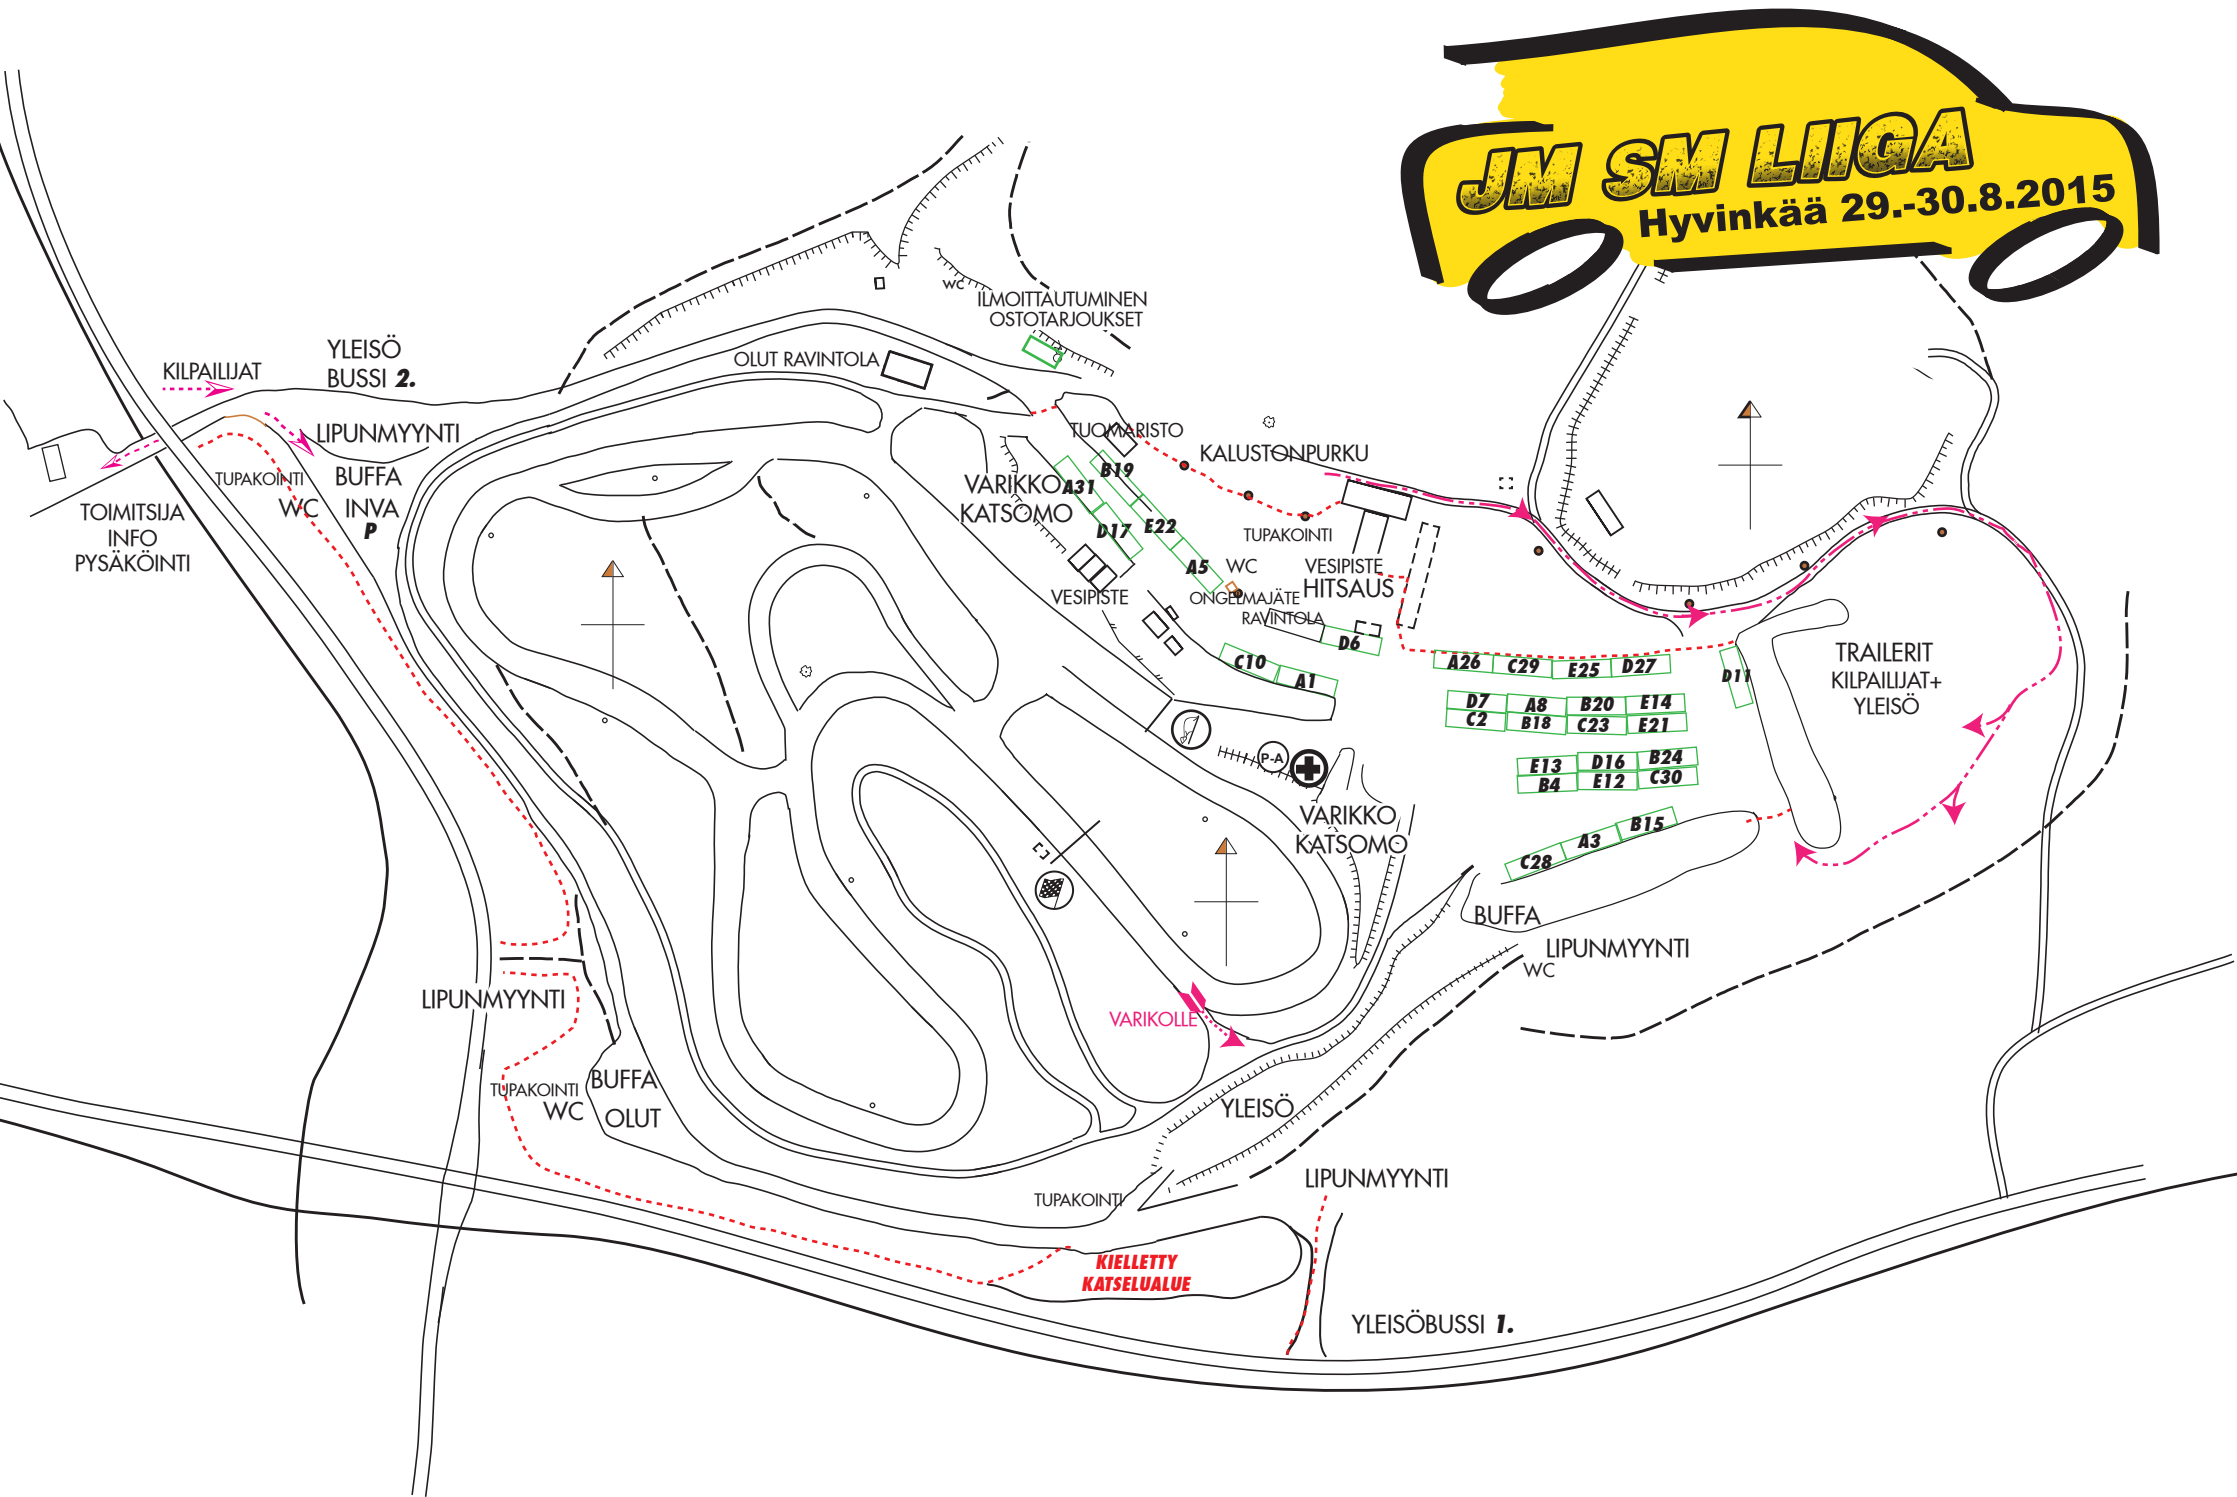 JM SM LIIGA
Hyvinkää 29.-30.8.2015
WC
ILMOITTAUTUMINEN
OSTOTARJOUKSET
YLEISÖ
BUSSI 2.
KILPAILIJAT
OLUT RAVINTOLA
LIPUNMYYNTI
TUOMARISTO
KALUSTONPURKU
TUPAKOINTI
WC
BUFFA
INVA
P
VARIKKO
KATSOMO
A31
B19
D17
E22
A5
TOIMITSIJA
INFO
PYSÄKÖINTI
TUPAKOINTI
WC
VESIPISTE
HITSAUS
VESIPISTE
ONGELMAJÄTE
RAVINTOLA
D6
C10
A1
A26
C29
E25
D27
D11
TRAILERIT
KILPAILIJAT+
YLEISÖ
D7
A8
B20
E14
C2
B18
C23
E21
P-A
E13
D16
B24
B4
E12
C30
VARIKKO
KATSOMO
B15
A3
C28
BUFFA
LIPUNMYYNTI
WC
LIPUNMYYNTI
VARIKOLLE
TUPAKOINTI
WC
BUFFA
OLUT
YLEISÖ
LIPUNMYYNTI
TUPAKOINTI
KIELLETTY
KATSELUALUE
YLEISÖBUSSI 1.